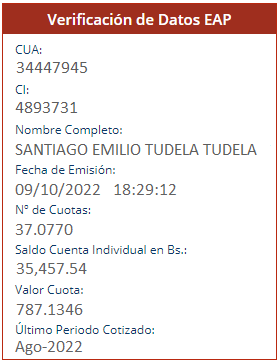 Verificación de Datos EAP
CUA:
34447945
CI:
4893731
Nombre Completo:
SANTIAGO EMILIO TUDELA TUDELA
Fecha de Emisión:
09/10/2022 18:29:12
N° de Cuotas:
37.0770
Saldo Cuenta Individual en Bs.:
35,457.54
Valor Cuota:
787.1346
Último Periodo Cotizado:
Ago-2022